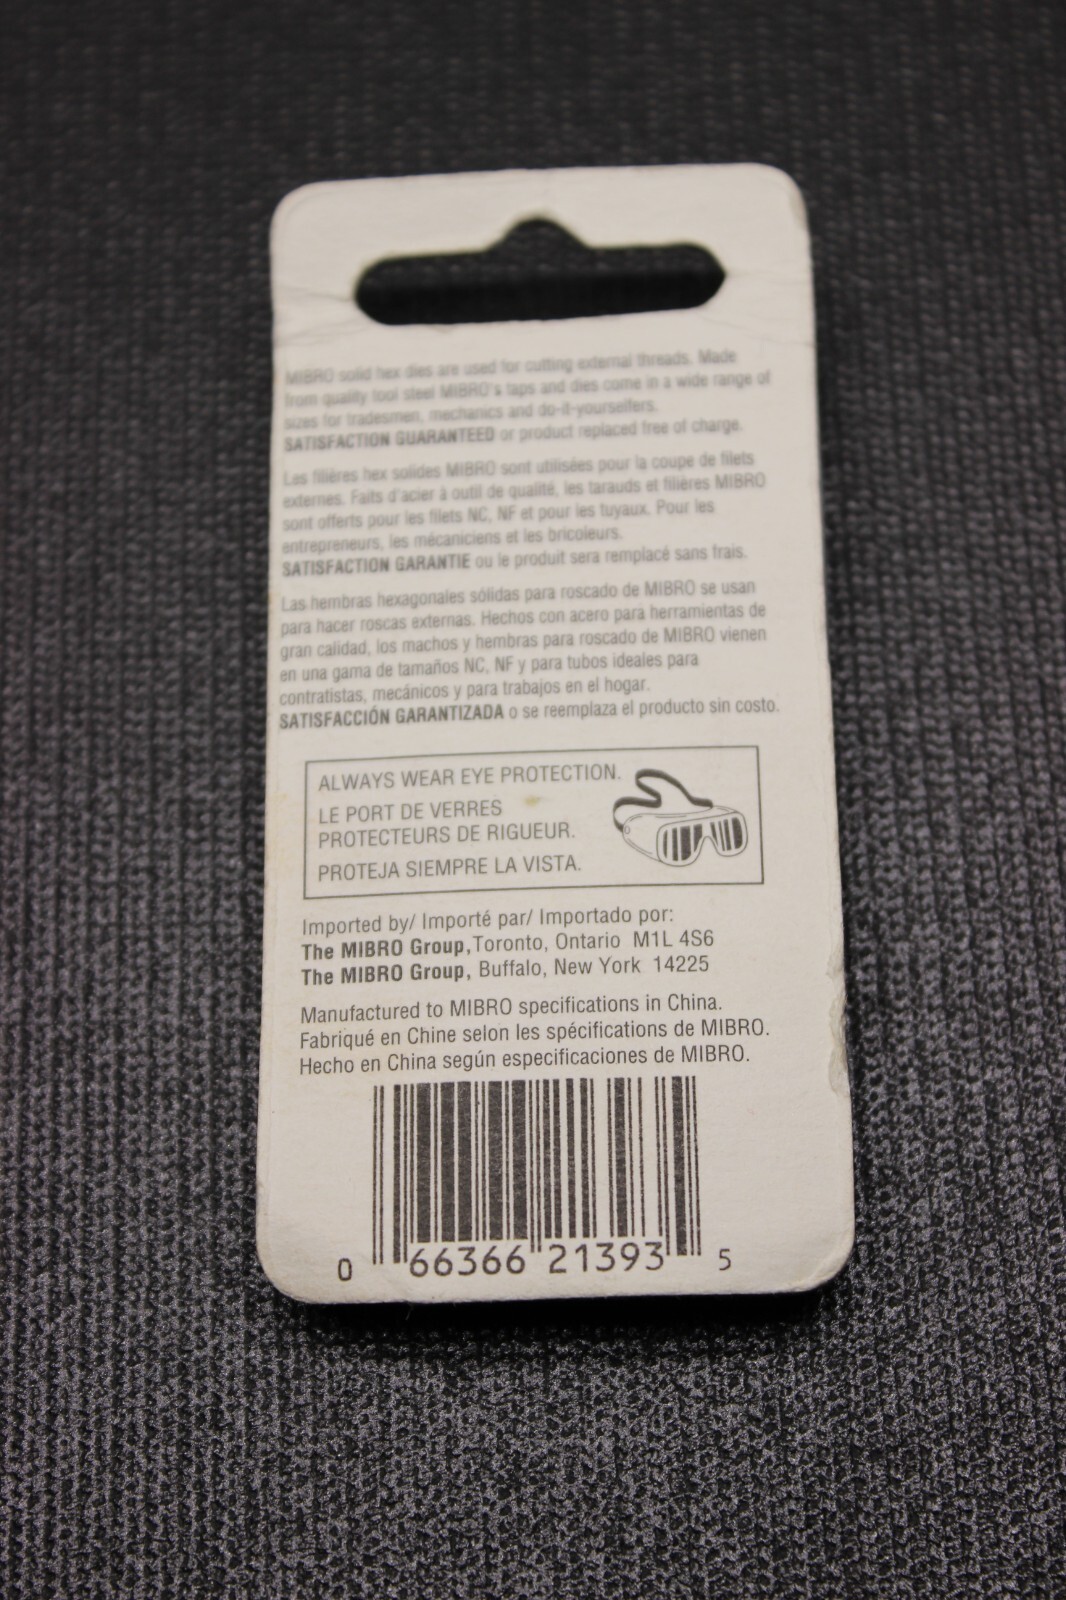 MIBRO solid hex dies are used for cutting external threads. Made
from quality tool steel MIBRO's taps and dies come in a wide range of
sizes for tradesmen, mechanics and do-it-yourselfers.
SATISFACTION GUARANTEED or product replaced free of charge.
Les filières hex solides MIBRO sont utilisées pour la coupe de filets
externes. Faits d'acier à outil de qualité, les tarauds et filières MIBRO
sont offerts pour les filets NC, NF et pour les tuyaux. Pour les
entrepreneurs, les mécaniciens et les bricoleurs.
SATISFACTION GARANTIE ou le produit sera remplacé sans frais.
Las hembras hexagonales sólidas para roscado de MIBRO se usan
para hacer roscas externas. Hechos con acero para herramientas de
gran calidad, los machos y hembras para roscado de MIBRO vienen
en una gama de tamaños NC, NF y para tubos ideales para
contratistas, mecánicos y para trabajos en el hogar.
SATISFACCIÓN GARANTIZADA o se reemplaza el producto sin costo.
ALWAYS WEAR EYE PROTECTION.
LE PORT DE VERRES
PROTECTEURS DE RIGUEUR.
PROTEJA SIEMPRE LA VISTA.
Imported by/ Importé par/ Importado por:
The MIBRO Group, Toronto, Ontario M1L 4S6
The MIBRO Group, Buffalo, New York 14225
Manufactured to MIBRO specifications in China.
Fabriqué en Chine selon les spécifications de MIBRO.
Hecho en China según especificaciones de MIBRO.
0 66366 21393 5